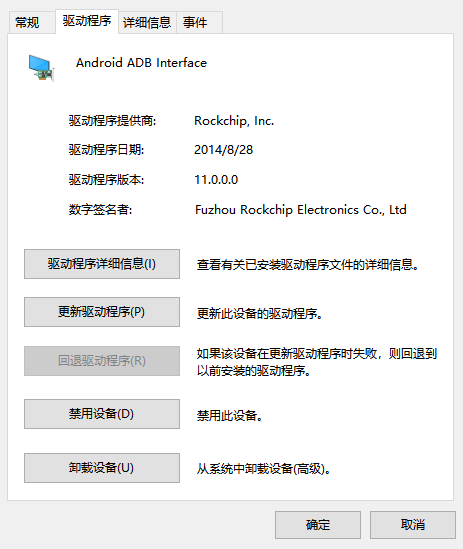 常规 驱动程序 详细信息 事件
Android ADB Interface
驱动程序提供商: Rockchip, Inc.
驱动程序日期: 2014/8/28
驱动程序版本: 11.0.0.0
数字签名者: Fuzhou Rockchip Electronics Co., Ltd
驱动程序详细信息(I) 查看有关已安装驱动程序文件的详细信息。
更新驱动程序(P) 更新此设备的驱动程序。
回退驱动程序(R) 如果该设备在更新驱动程序时失败，则回退到
以前安装的驱动程序。
禁用设备(D) 禁用此设备。
卸载设备(U) 从系统中卸载设备(高级)。
确定 取消